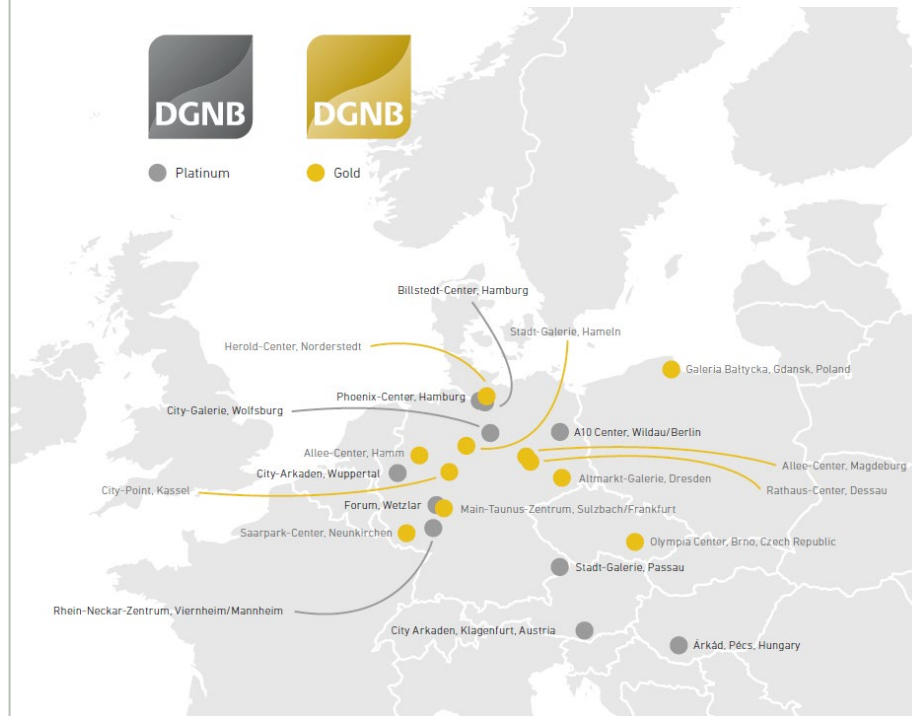 DGNB
DGNB
Platinum
Gold
Billstedt-Center, Hamburg
Stadt-Galerie, Hameln
Herold-Center, Norderstedt
Galeria Bałtycka, Gdansk, Poland
Phoenix-Center, Hamburg
City-Galerie, Wolfsburg
A10 Center, Wildau/Berlin
Allee-Center, Hamm
Allee-Center, Magdeburg
City-Arkaden, Wuppertal
Altmarkt-Galerie, Dresden
City-Point, Kassel
Rathaus-Center, Dessau
Forum, Wetzlar
Main-Taunus-Zentrum, Sulzbach/Frankfurt
Saarpark-Center, Neunkirchen
Olympia Center, Brno, Czech Republic
Stadt-Galerie, Passau
Rhein-Neckar-Zentrum, Viernheim/Mannheim
City Arkaden, Klagenfurt, Austria
Árkád, Pécs, Hungary